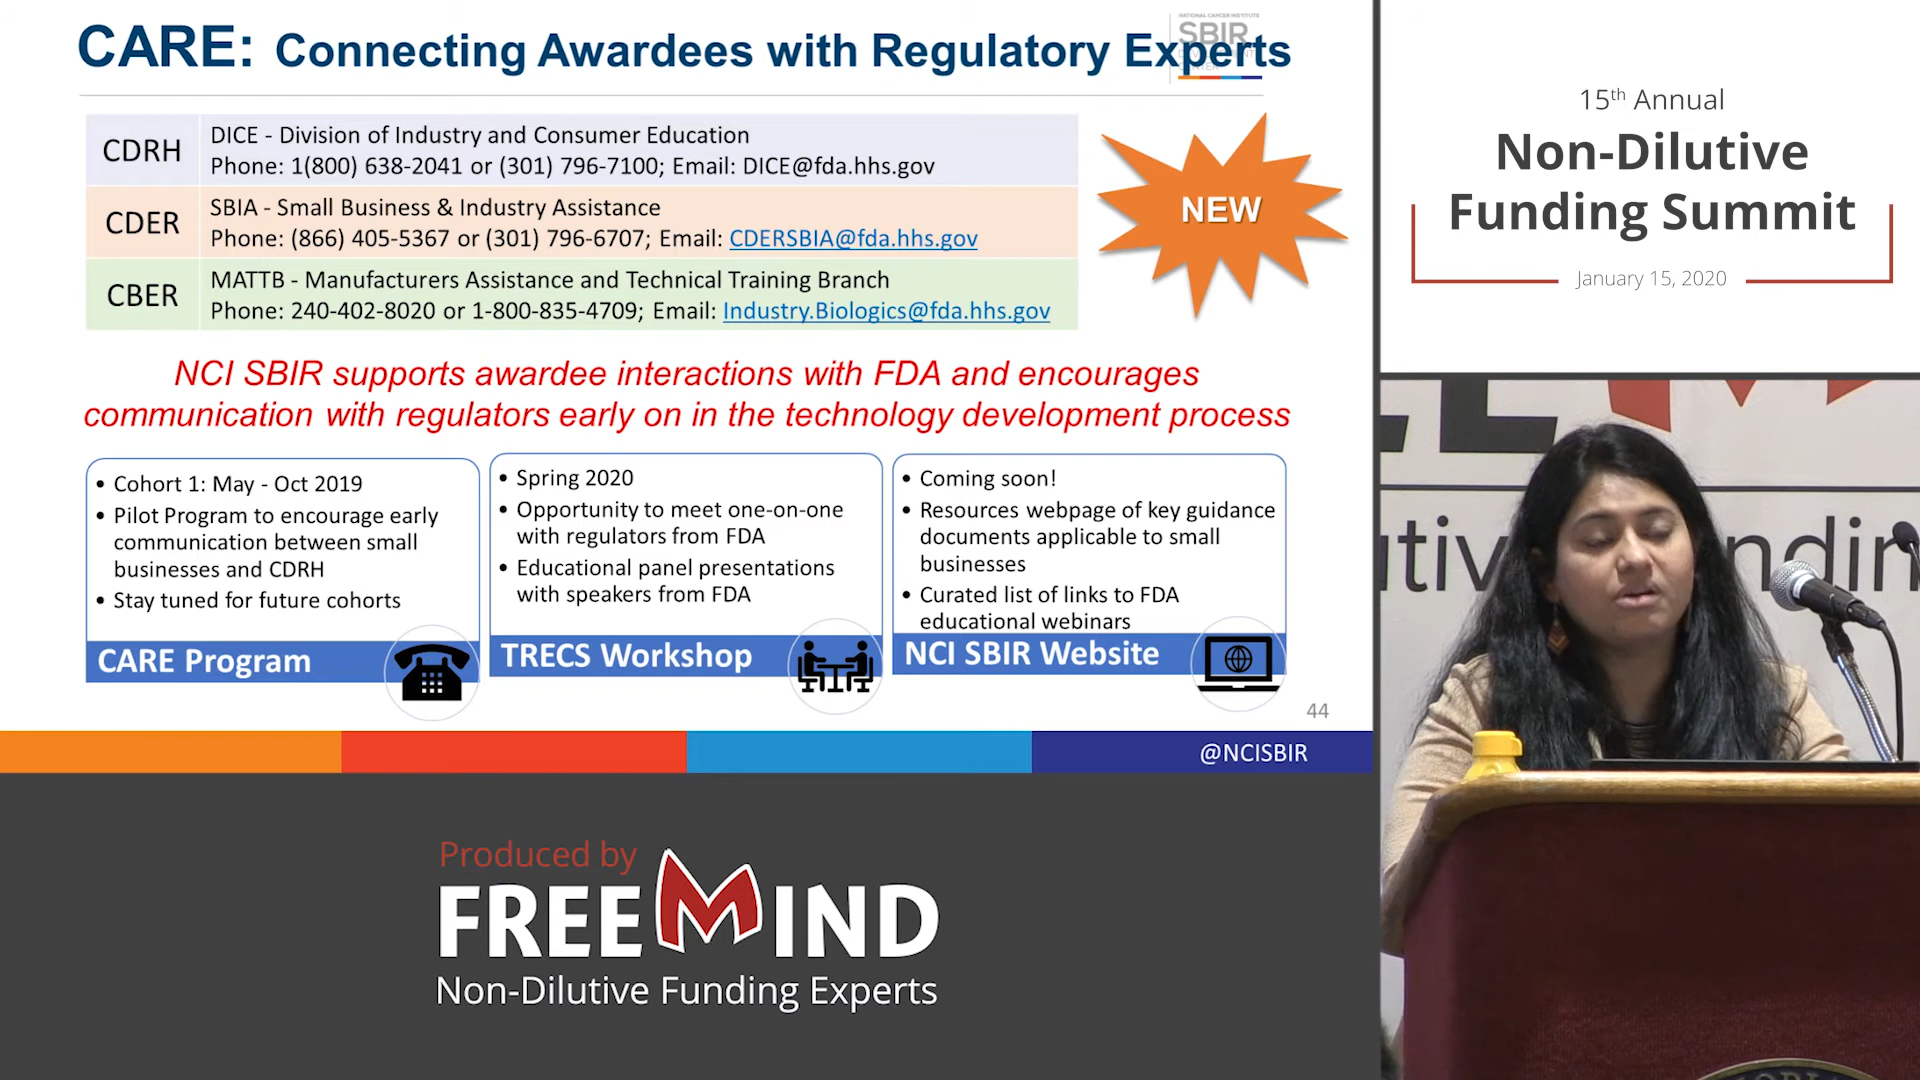 CARE: Connecting Awardees with Regulatory Experts
NATIONAL CANCER INSTITUTE
SBIR
CDRH
DICE - Division of Industry and Consumer Education
Phone: 1(800) 638-2041 or (301) 796-7100; Email: DICE@fda.hhs.gov
CDER
SBIA - Small Business & Industry Assistance
Phone: (866) 405-5367 or (301) 796-6707; Email: CDERSBIA@fda.hhs.gov
CBER
MATTB - Manufacturers Assistance and Technical Training Branch
Phone: 240-402-8020 or 1-800-835-4709; Email: Industry.Biologics@fda.hhs.gov
NEW
NCI SBIR supports awardee interactions with FDA and encourages
communication with regulators early on in the technology development process
• Cohort 1: May - Oct 2019
• Pilot Program to encourage early
communication between small
businesses and CDRH
• Stay tuned for future cohorts
CARE Program
• Spring 2020
• Opportunity to meet one-on-one
with regulators from FDA
• Educational panel presentations
with speakers from FDA
TRECS Workshop
• Coming soon!
• Resources webpage of key guidance
documents applicable to small
businesses
• Curated list of links to FDA
educational webinars
NCI SBIR Website
44
@NCISBIR
Produced by
FREEMIND
Non-Dilutive Funding Experts
15th Annual
Non-Dilutive
Funding Summit
January 15, 2020